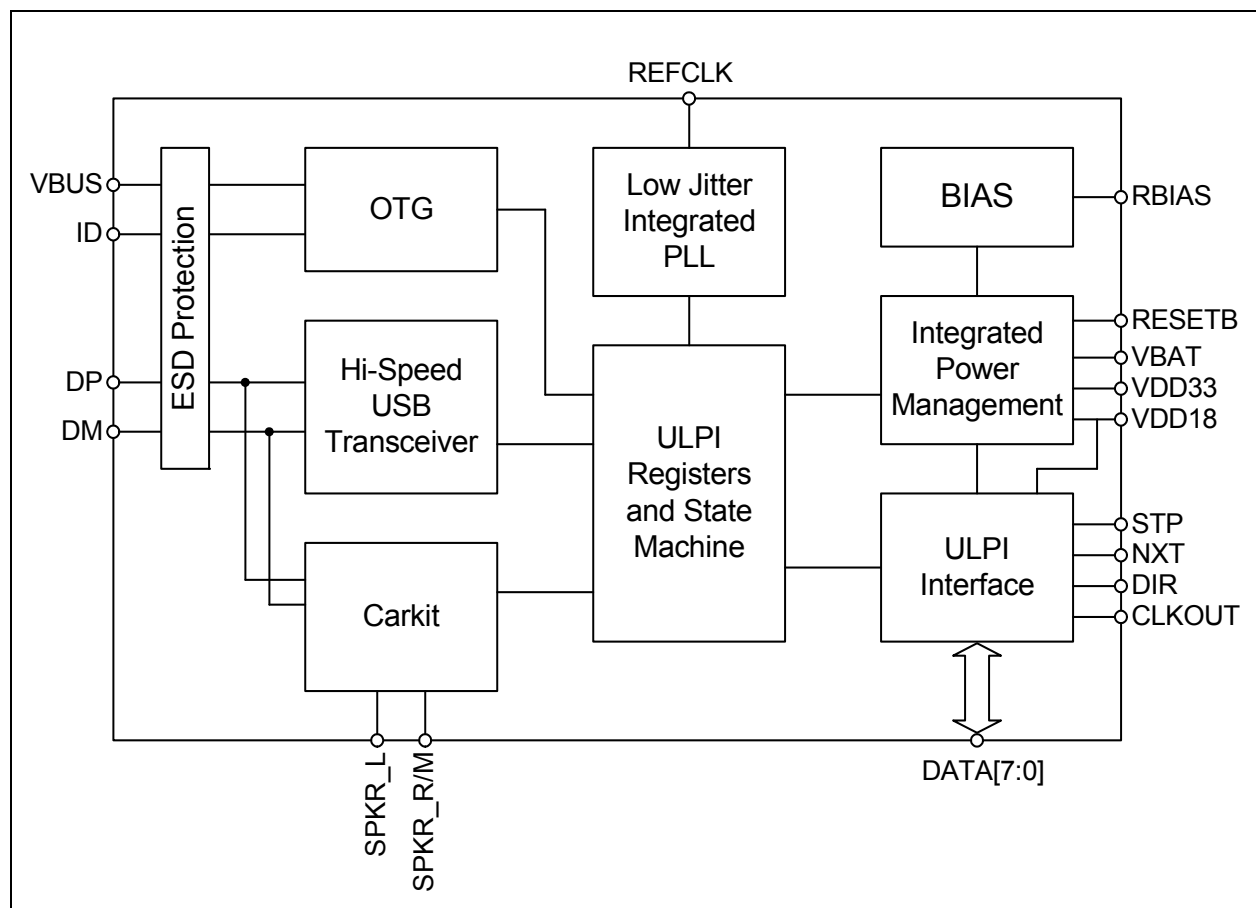 REFCLK
VBUS
ID
DP
DM
ESD Protection
OTG
Hi-Speed
USB
Transceiver
Carkit
SPKR_L
SPKR_R/M
Low Jitter
Integrated
PLL
ULPI
Registers
and State
Machine
BIAS
Integrated
Power
Management
ULPI
Interface
RBIAS
RESETB
VBAT
VDD33
VDD18
STP
NXT
DIR
CLKOUT
DATA[7:0]